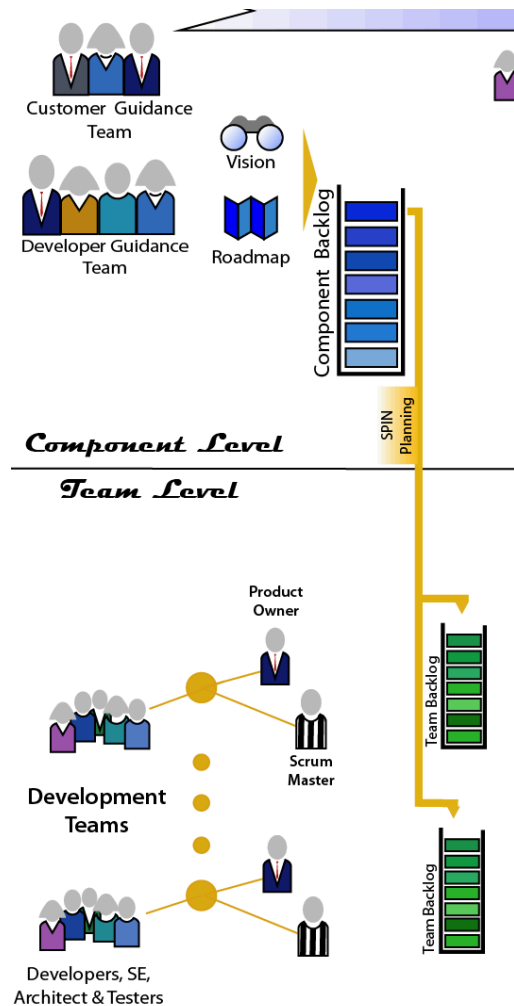 Customer Guidance
Team
Developer Guidance
Team
Vision
Roadmap
Component Backlog
SPIN
Planning
Component Level
Team Level
Product
Owner
Scrum
Master
Development
Teams
Team Backlog
Team Backlog
Developers, SE,
Architect & Testers